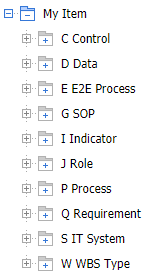 My Item
C Control
D Data
E E2E Process
G SOP
I Indicator
J Role
P Process
Q Requirement
S IT System
W WBS Type